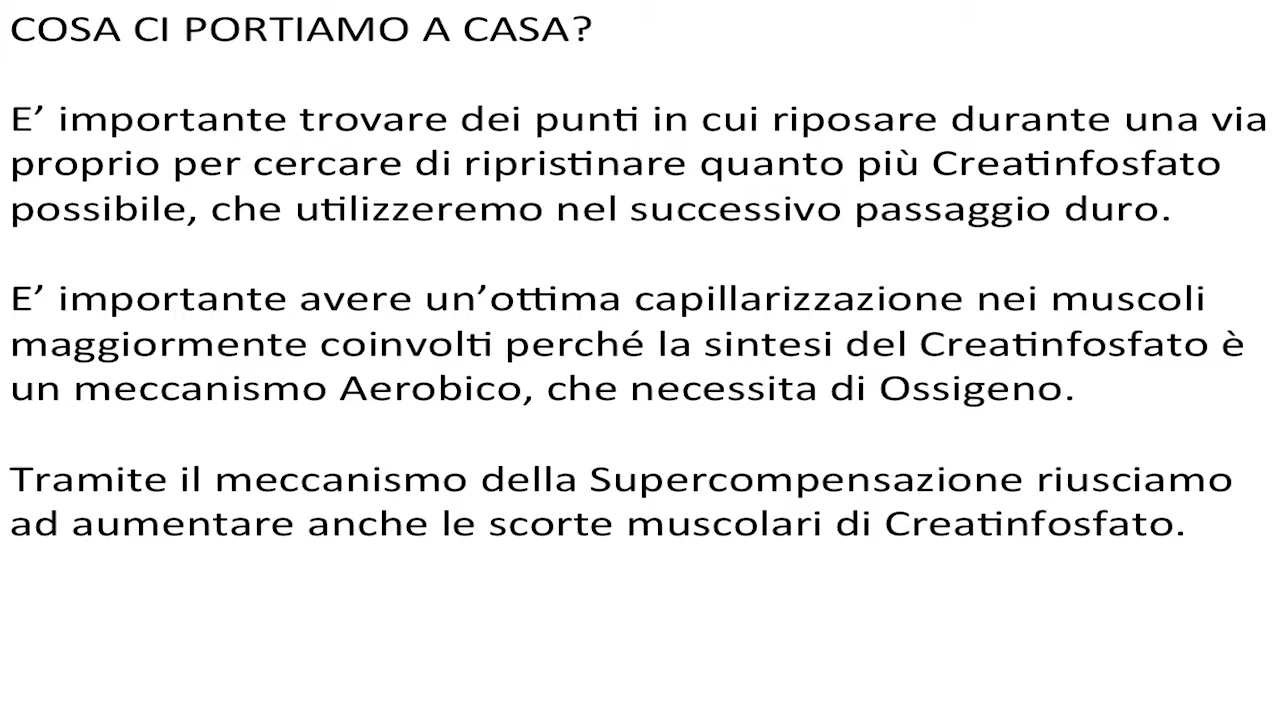 COSA CI PORTIAMO A CASA?
E’ importante trovare dei punti in cui riposare durante una via
proprio per cercare di ripristinare quanto più Creatinfosfato
possibile, che utilizzeremo nel successivo passaggio duro.
E’ importante avere un’ottima capillarizzazione nei muscoli
maggiormente coinvolti perché la sintesi del Creatinfosfato è
un meccanismo Aerobico, che necessita di Ossigeno.
Tramite il meccanismo della Supercompensazione riusciamo
ad aumentare anche le scorte muscolari di Creatinfosfato.